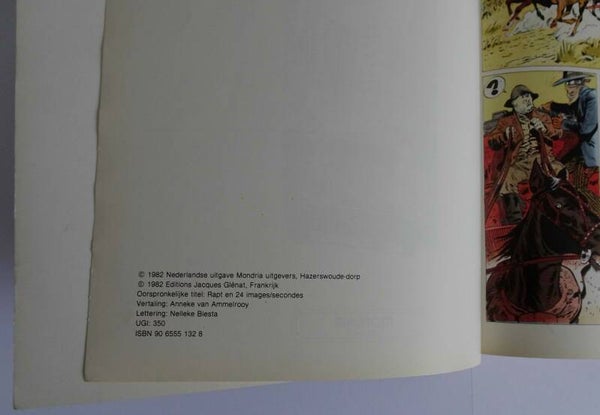 © 1982 Nederlandse uitgave Mondria uitgevers, Hazerswoude-dorp
© 1982 Editions Jacques Glénat, Frankrijk
Oorspronkelijke titel: Rapt en 24 images/secondes
Vertaling: Anneke van Ammelrooy
Lettering: Nelleke Biesta
UGI: 350
ISBN 90 6555 132 6
?